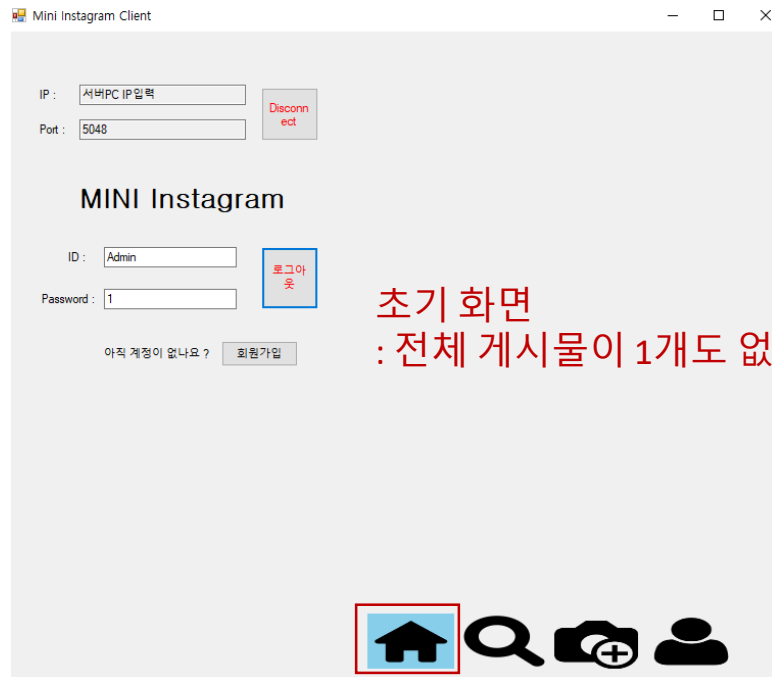 Mini Instagram Client
IP : 서버PC IP입력
Disconn
ect
Port : 5048
MINI Instagram
ID : Admin
로그아
웃
Password : 1
아직 계정이 없나요 ? 회원가입
초기 화면
: 전체 게시물이 1개도 없